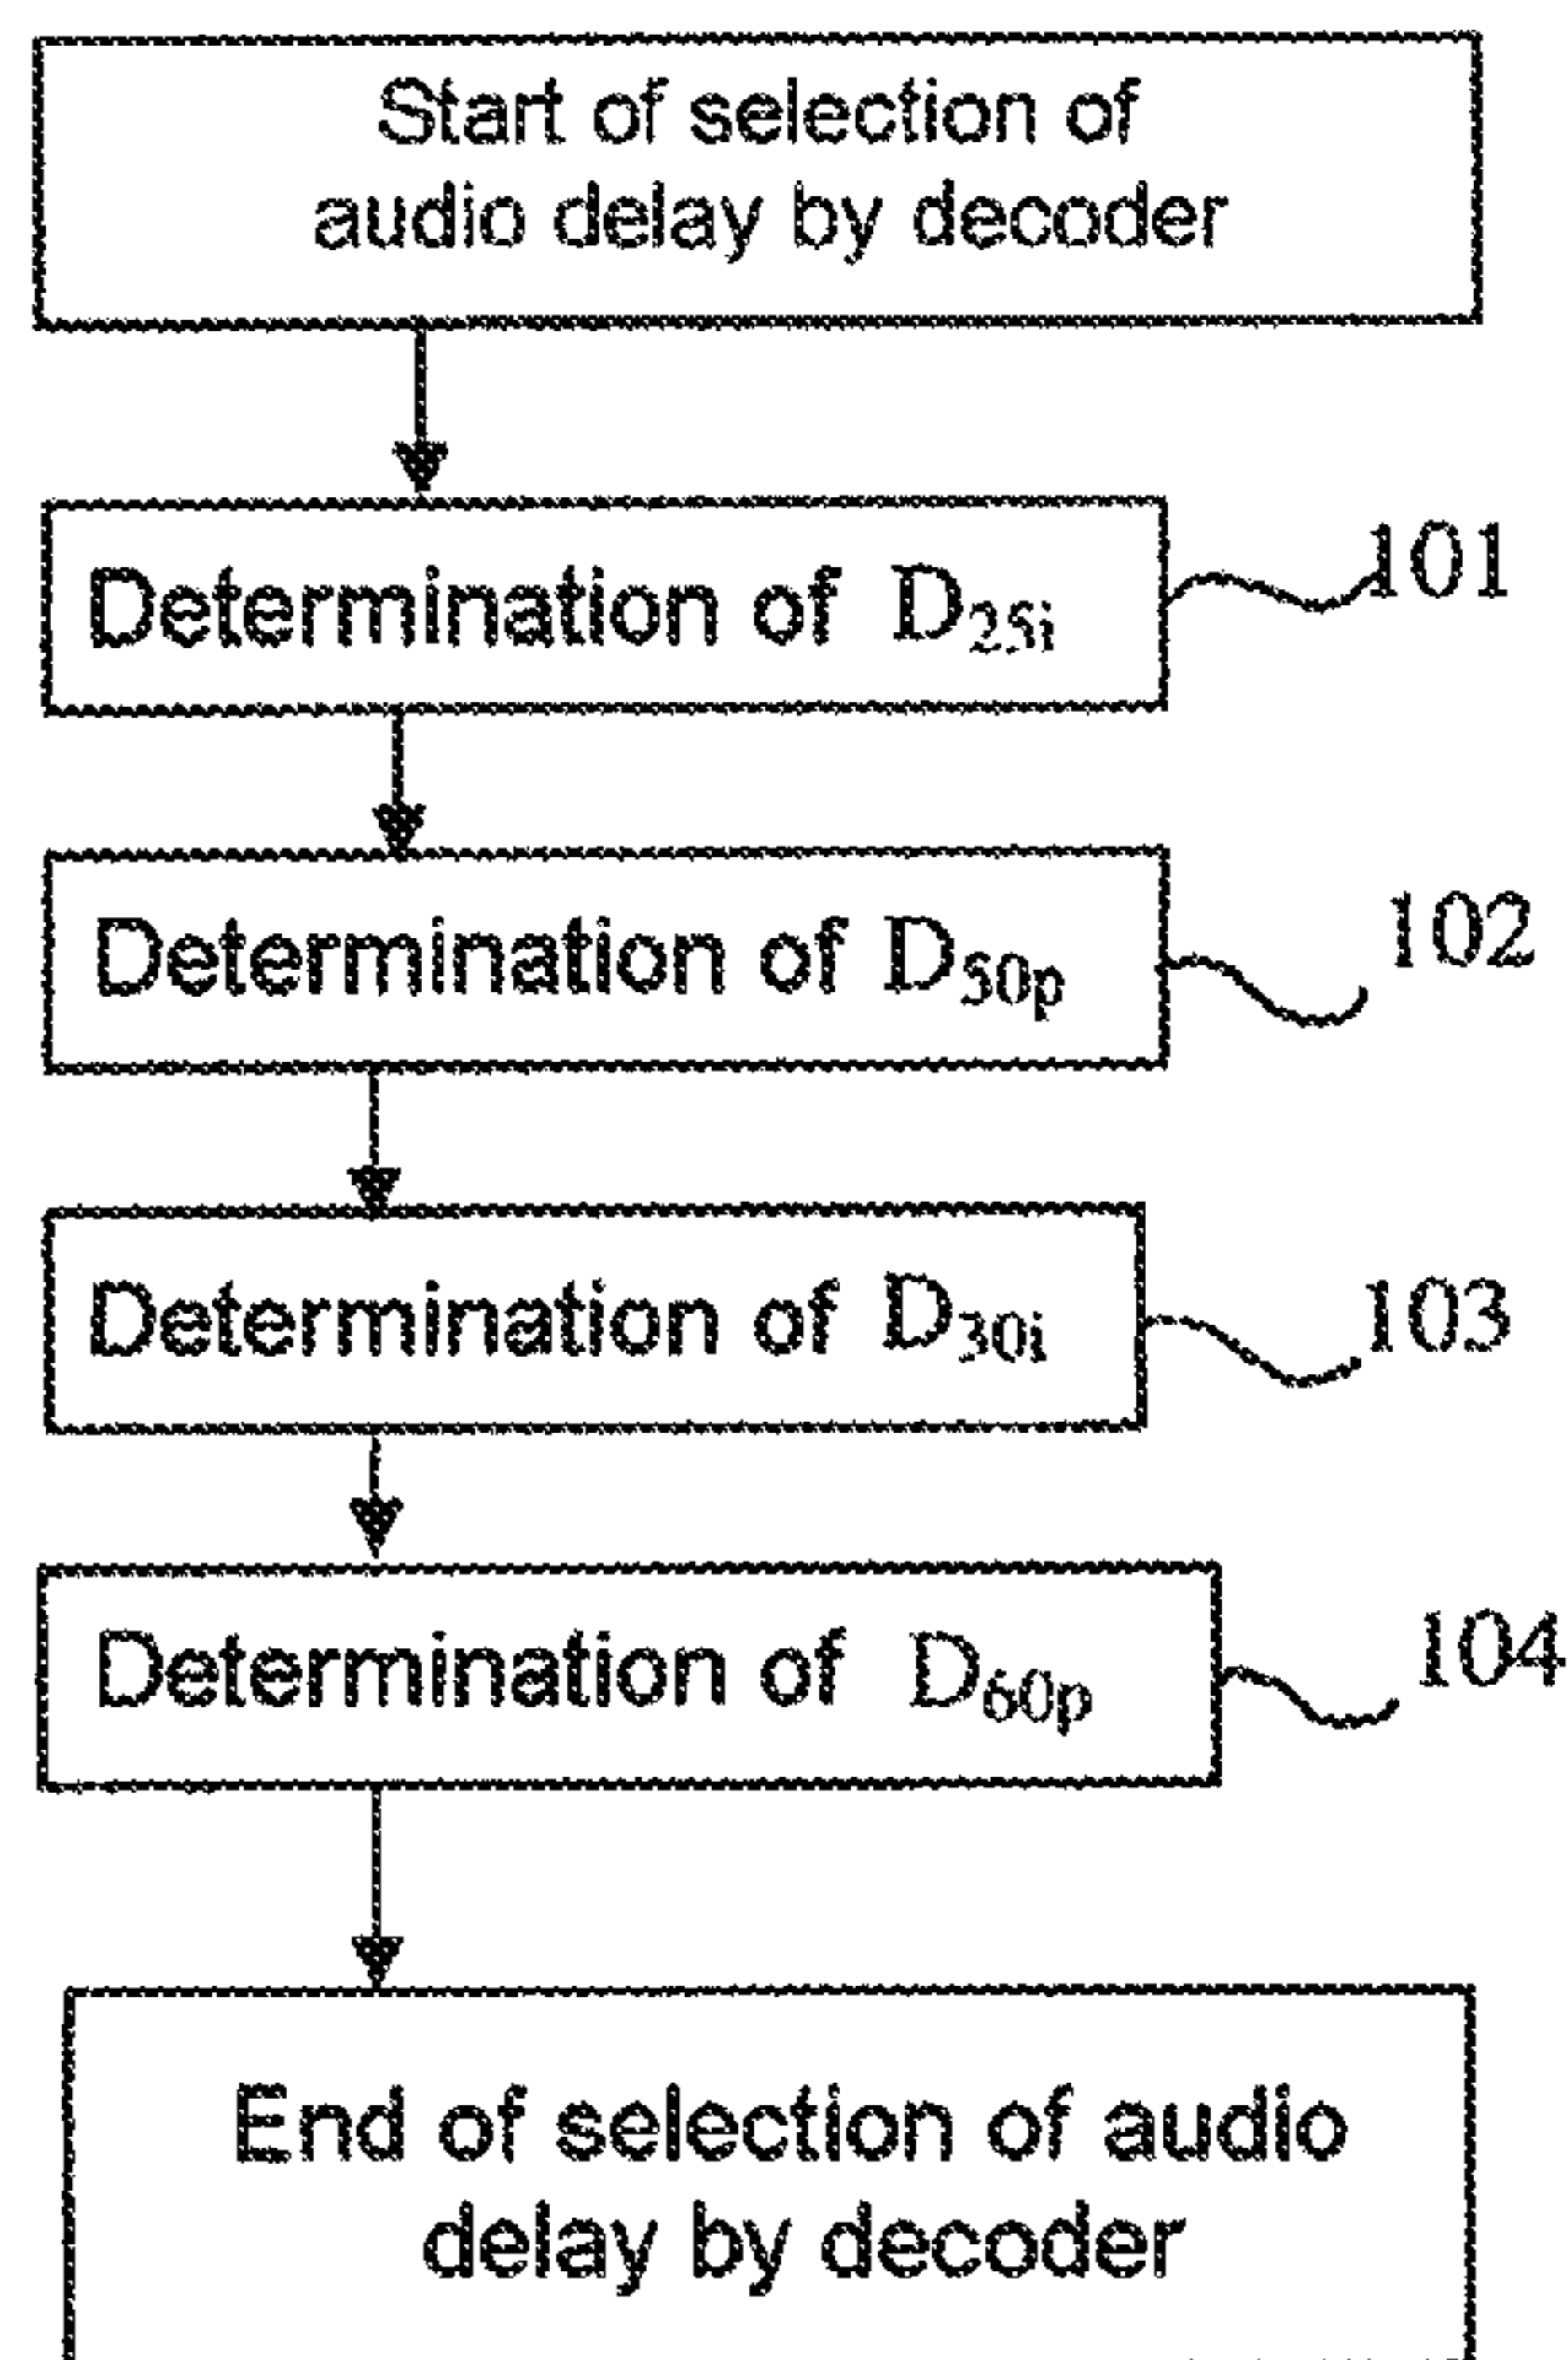 Start of selection of
audio delay by decoder
Determination of D25i
101
Determination of D50p
102
Determination of D30i
103
Determination of D60p
104
End of selection of audio
delay by decoder